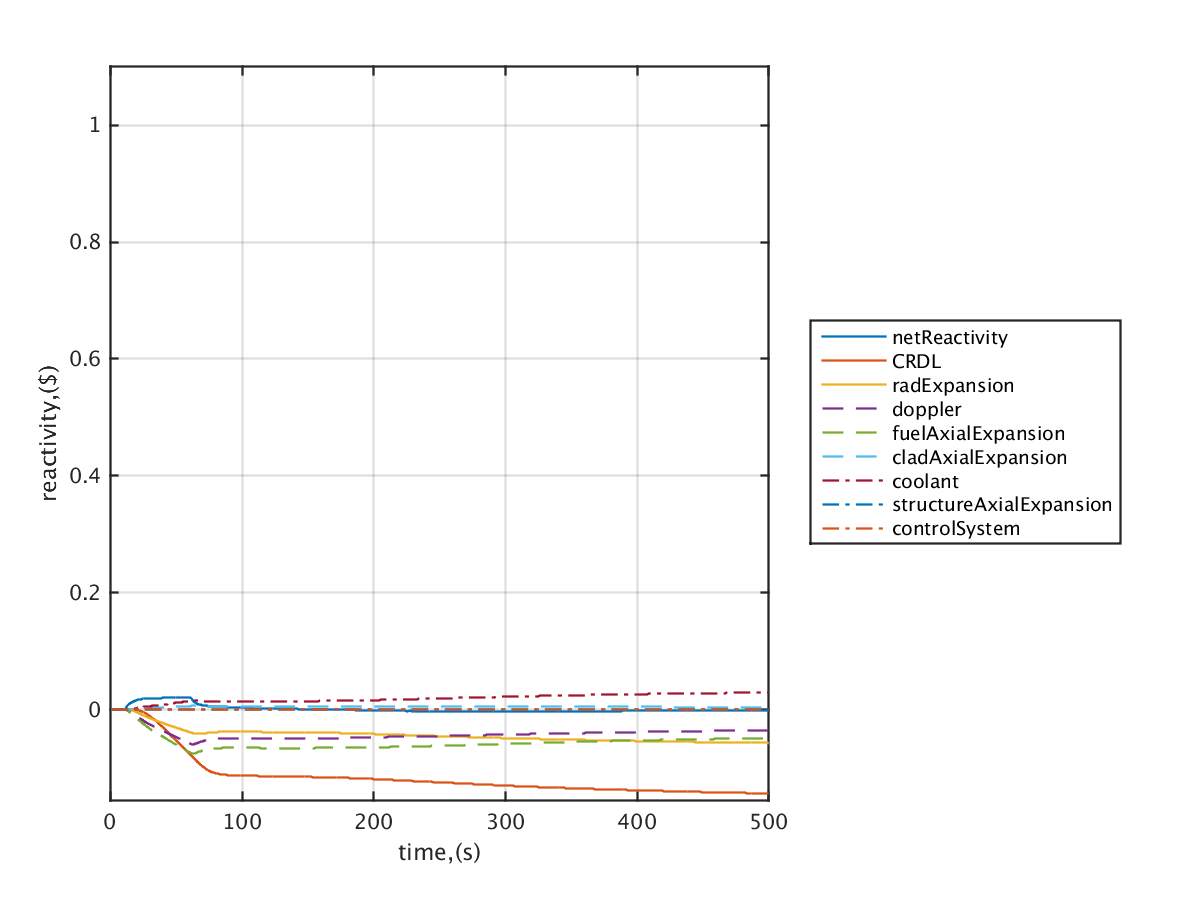 1
0.8
0.6
0.4
0.2
0
reactivity,($)
0 100 200 300 400 500
time,(s)
netReactivity
CRDL
radExpansion
doppler
fuelAxialExpansion
cladAxialExpansion
coolant
structureAxialExpansion
controlSystem